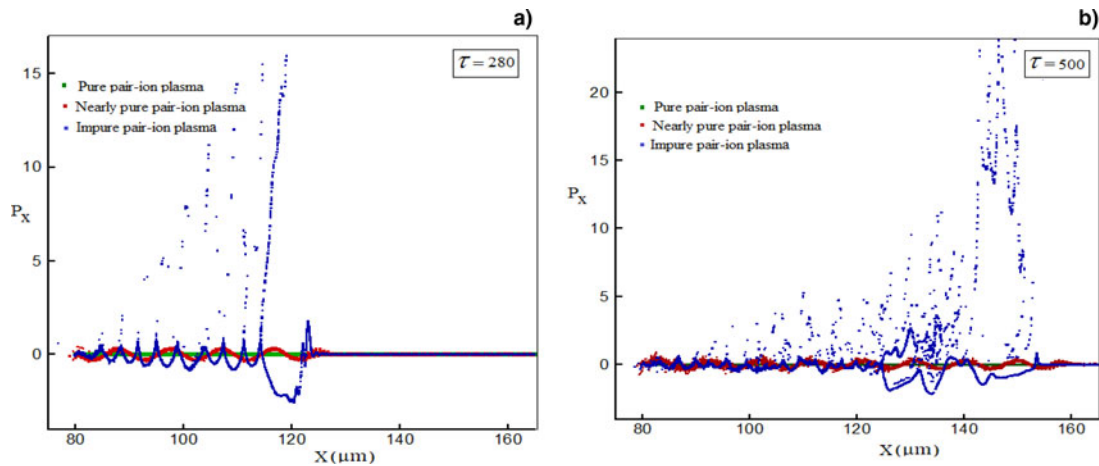 a)
τ = 280
Pure pair-ion plasma
Nearly pure pair-ion plasma
Impure pair-ion plasma
15
10
5
0
P_X
80 100 120 140 160
X (μm)
b)
τ = 500
Pure pair-ion plasma
Nearly pure pair-ion plasma
Impure pair-ion plasma
20
15
10
5
0
P_X
80 100 120 140 160
X (μm)